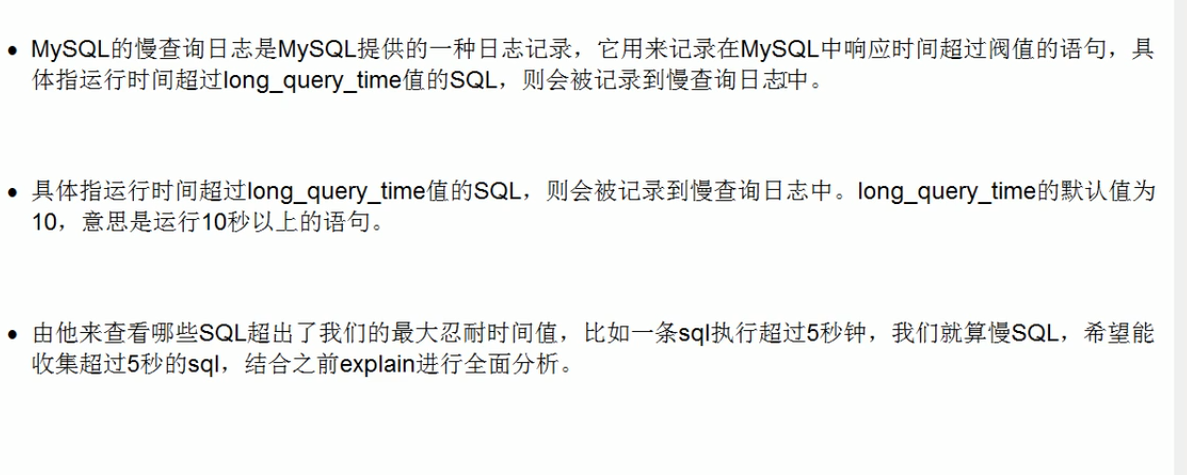 ● MySQL的慢查询日志是MySQL提供的一种日志记录，它用来记录在MySQL中响应时间超过阀值的语句，具
体指运行时间超过long_query_time值的SQL，则会被记录到慢查询日志中。
● 具体指运行时间超过long_query_time值的SQL，则会被记录到慢查询日志中。long_query_time的默认值为
10，意思是运行10秒以上的语句。
● 由他来查看哪些SQL超出了我们的最大忍耐时间值，比如一条sql执行超过5秒钟，我们就算慢SQL，希望能
收集超过5秒的sql，结合之前explain进行全面分析。